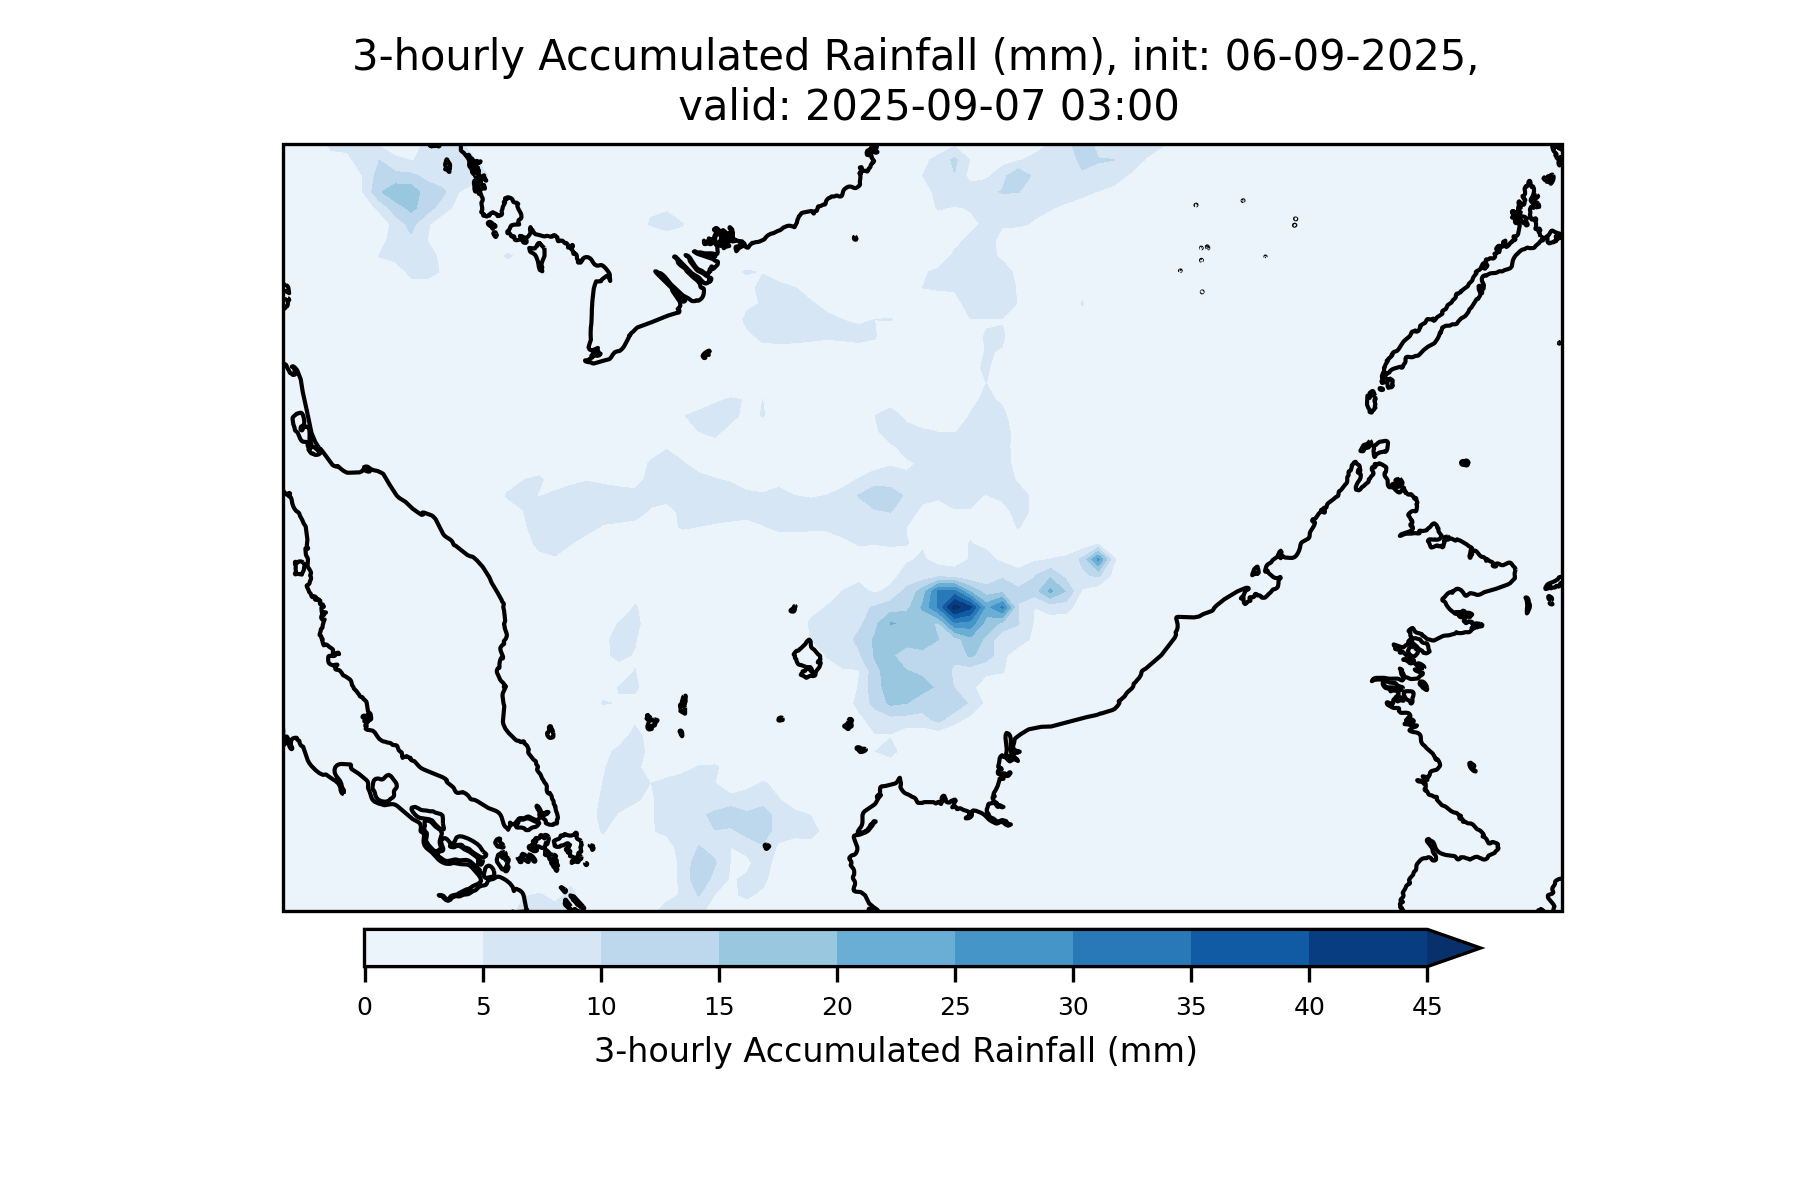 3-hourly Accumulated Rainfall (mm), init: 06-09-2025,
valid: 2025-09-07 03:00
0 5 10 15 20 25 30 35 40 45
3-hourly Accumulated Rainfall (mm)